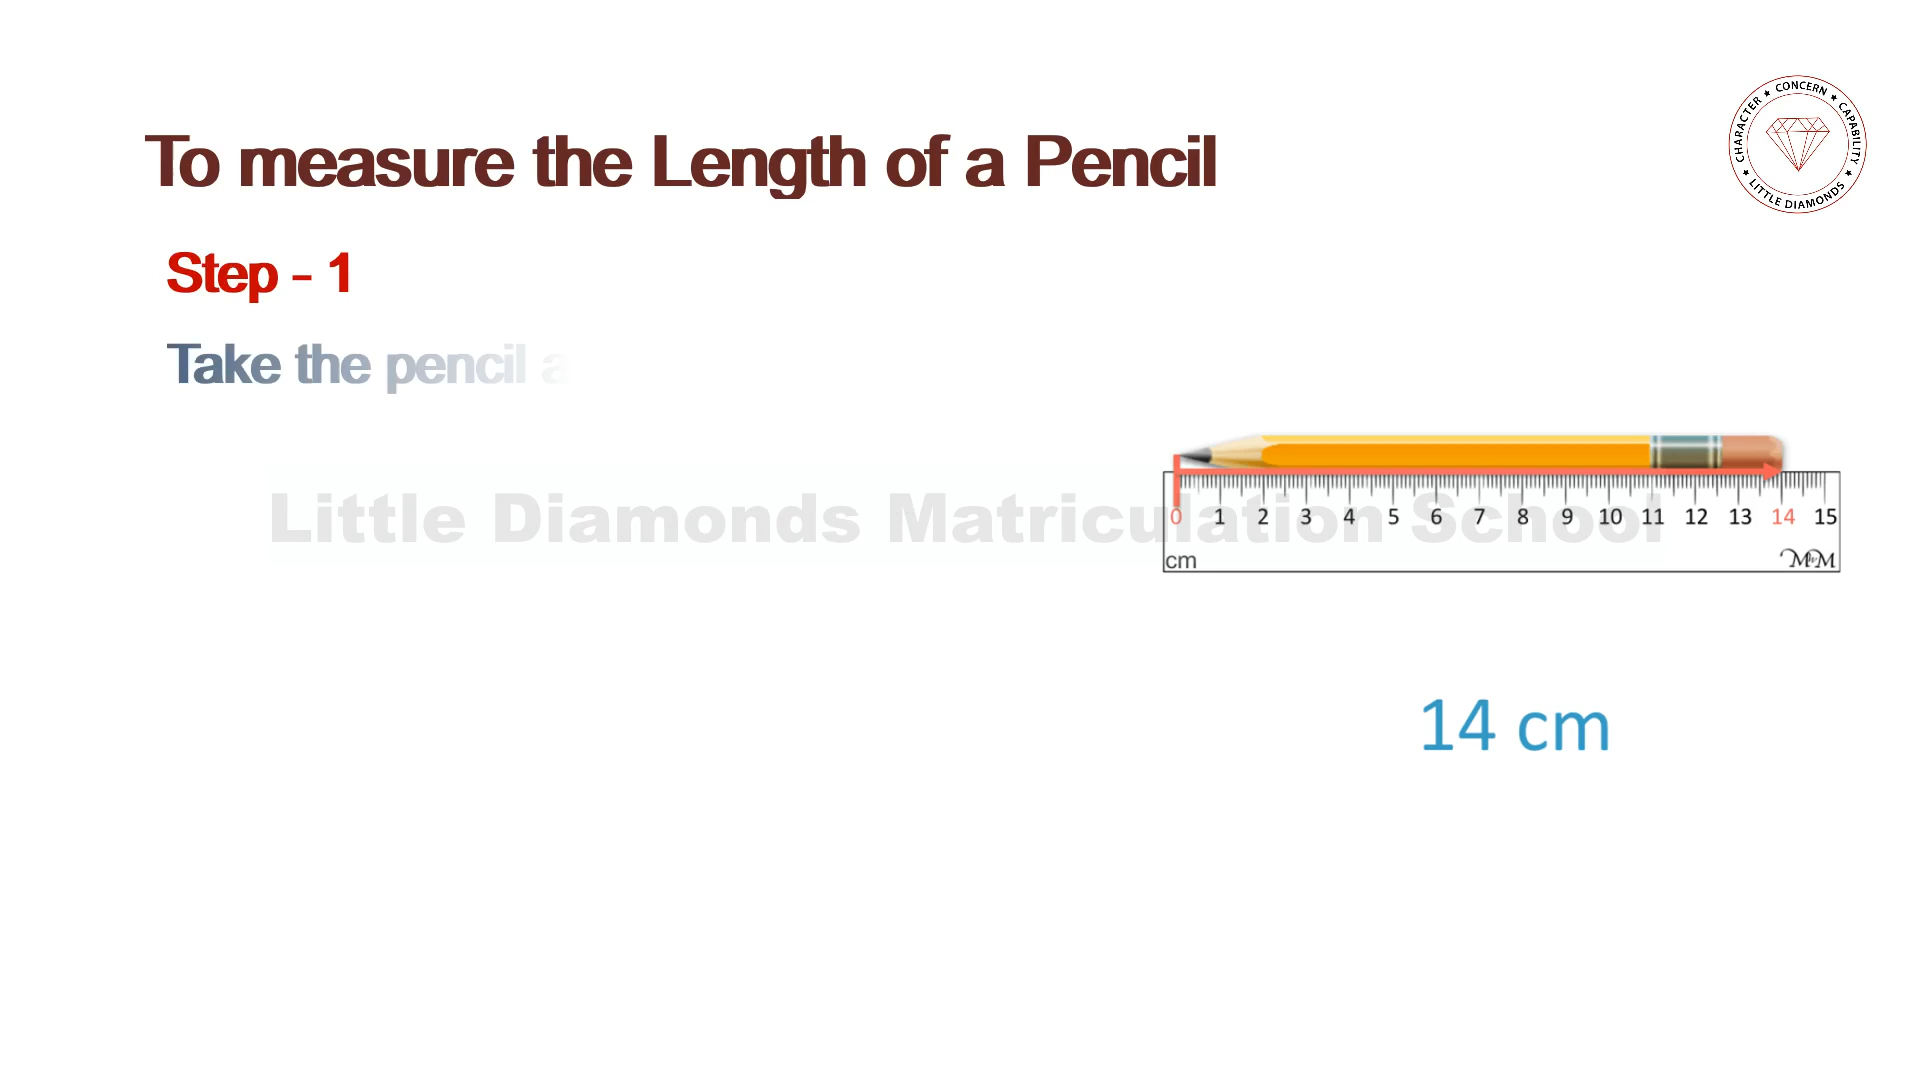 CHARACTER ★ CONCERN ★ CAPABILITY ★ LITTLE DIAMONDS ★
To measure the Length of a Pencil
Step - 1
Take the pencil a
Little Diamonds Matriculation School
0 1 2 3 4 5 6 7 8 9 10 11 12 13 14 15
cm
14 cm